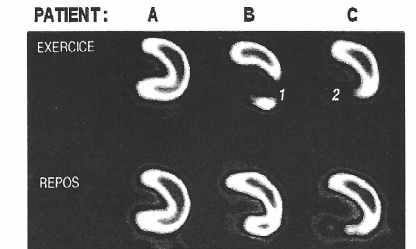 PATIENT: A B C
EXERCICE
1 2
REPOS